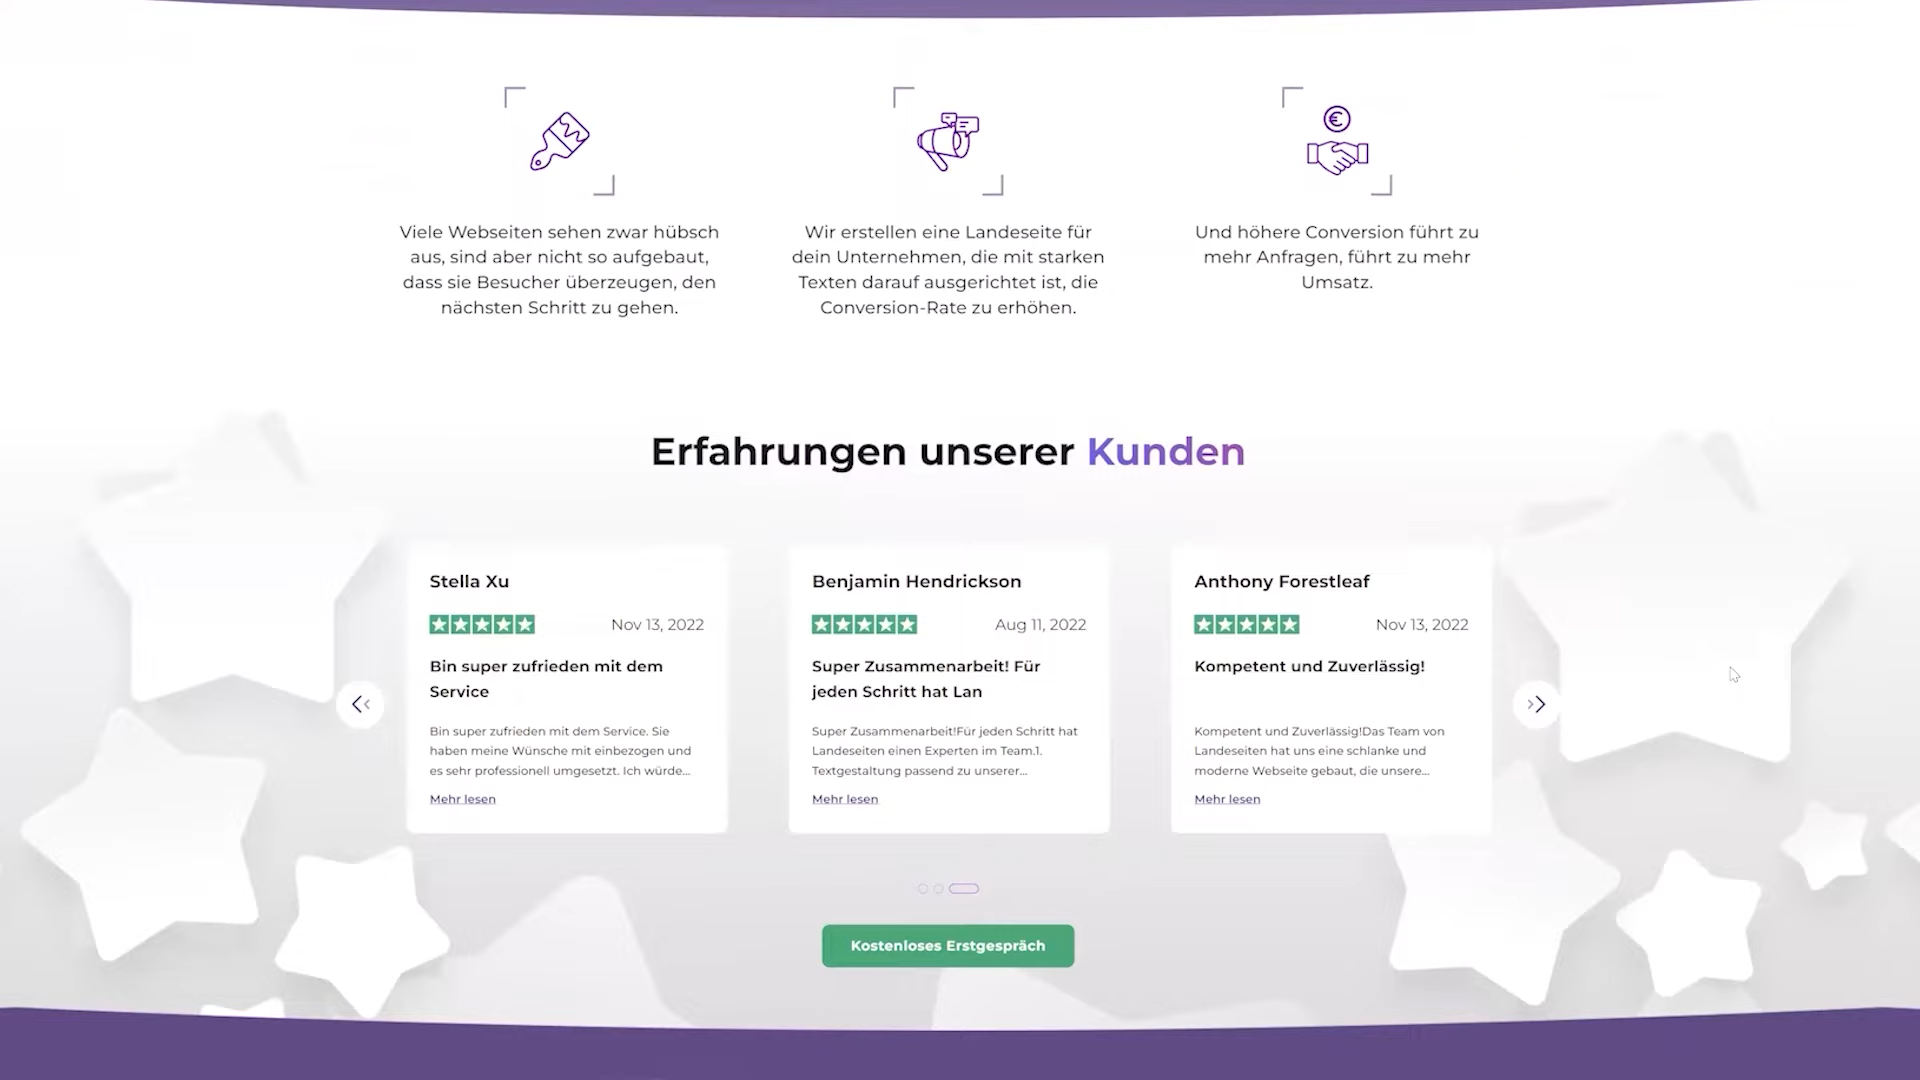 Viele Webseiten sehen zwar hübsch
aus, sind aber nicht so aufgebaut,
dass sie Besucher überzeugen, den
nächsten Schritt zu gehen.
Wir erstellen eine Landeseite für
dein Unternehmen, die mit starken
Texten darauf ausgerichtet ist, die
Conversion-Rate zu erhöhen.
Und höhere Conversion führt zu
mehr Anfragen, führt zu mehr
Umsatz.
Erfahrungen unserer Kunden
Stella Xu
Nov 13, 2022
Bin super zufrieden mit dem
Service
Bin super zufrieden mit dem Service. Sie
haben meine Wünsche mit einbezogen und
es sehr professionell umgesetzt. Ich würde...
Mehr lesen
Benjamin Hendrickson
Aug 11, 2022
Super Zusammenarbeit! Für
jeden Schritt hat Lan
Super Zusammenarbeit!Für jeden Schritt hat
Landeseiten einen Experten im Team.1.
Textgestaltung passend zu unserer...
Mehr lesen
Anthony Forestleaf
Nov 13, 2022
Kompetent und Zuverlässig!
Kompetent und Zuverlässig!Das Team von
Landeseiten hat uns eine schlanke und
moderne Webseite gebaut, die unsere...
Mehr lesen
Kostenloses Erstgespräch